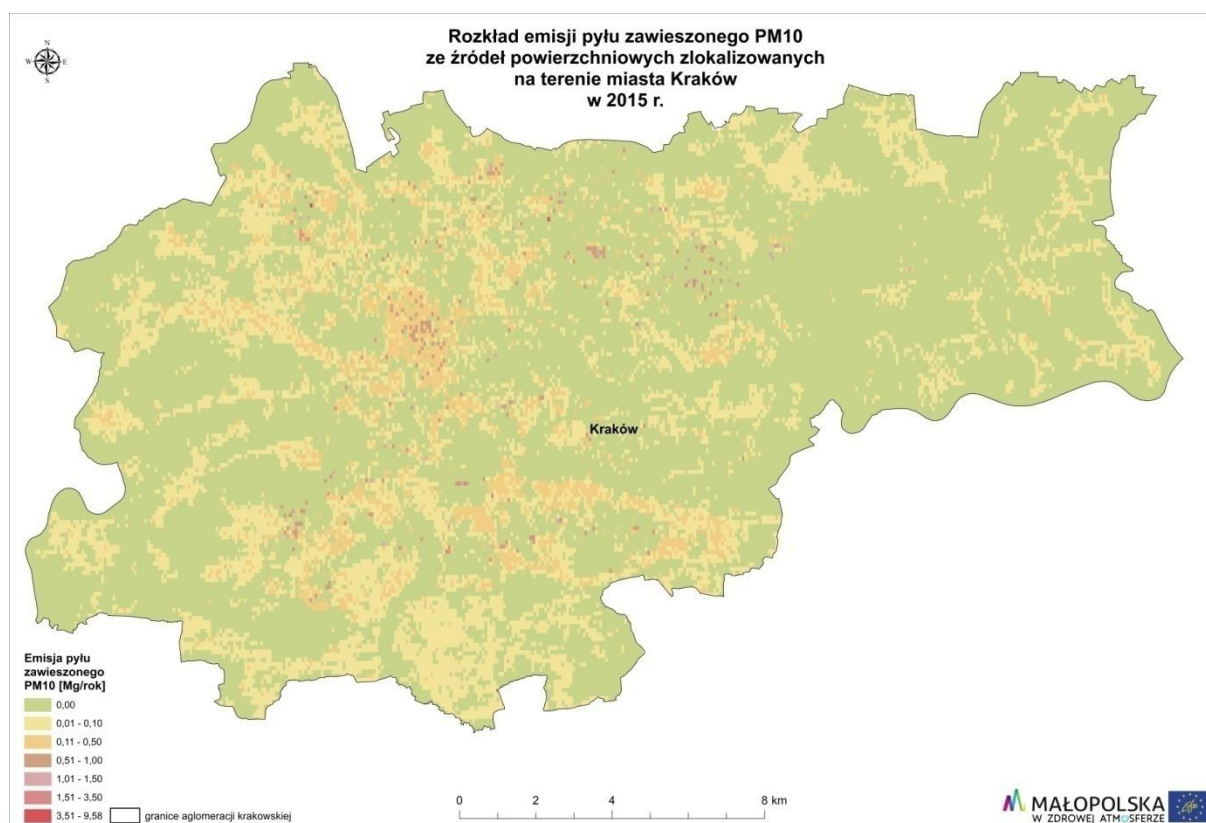 Rozkład emisji pyłu zawieszonego PM10
ze źródeł powierzchniowych zlokalizowanych
na terenie miasta Kraków
w 2015 r.
N
W E
S
Kraków
Emisja pyłu
zawieszonego
PM10 [Mg/rok]
0,00
0,01 - 0,10
0,11 - 0,50
0,51 - 1,00
1,01 - 1,50
1,51 - 3,50
3,51 - 9,58
granice aglomeracji krakowskiej
0 2 4 8 km
MAŁOPOLSKA
W ZDROWEJ ATMOSFERZE